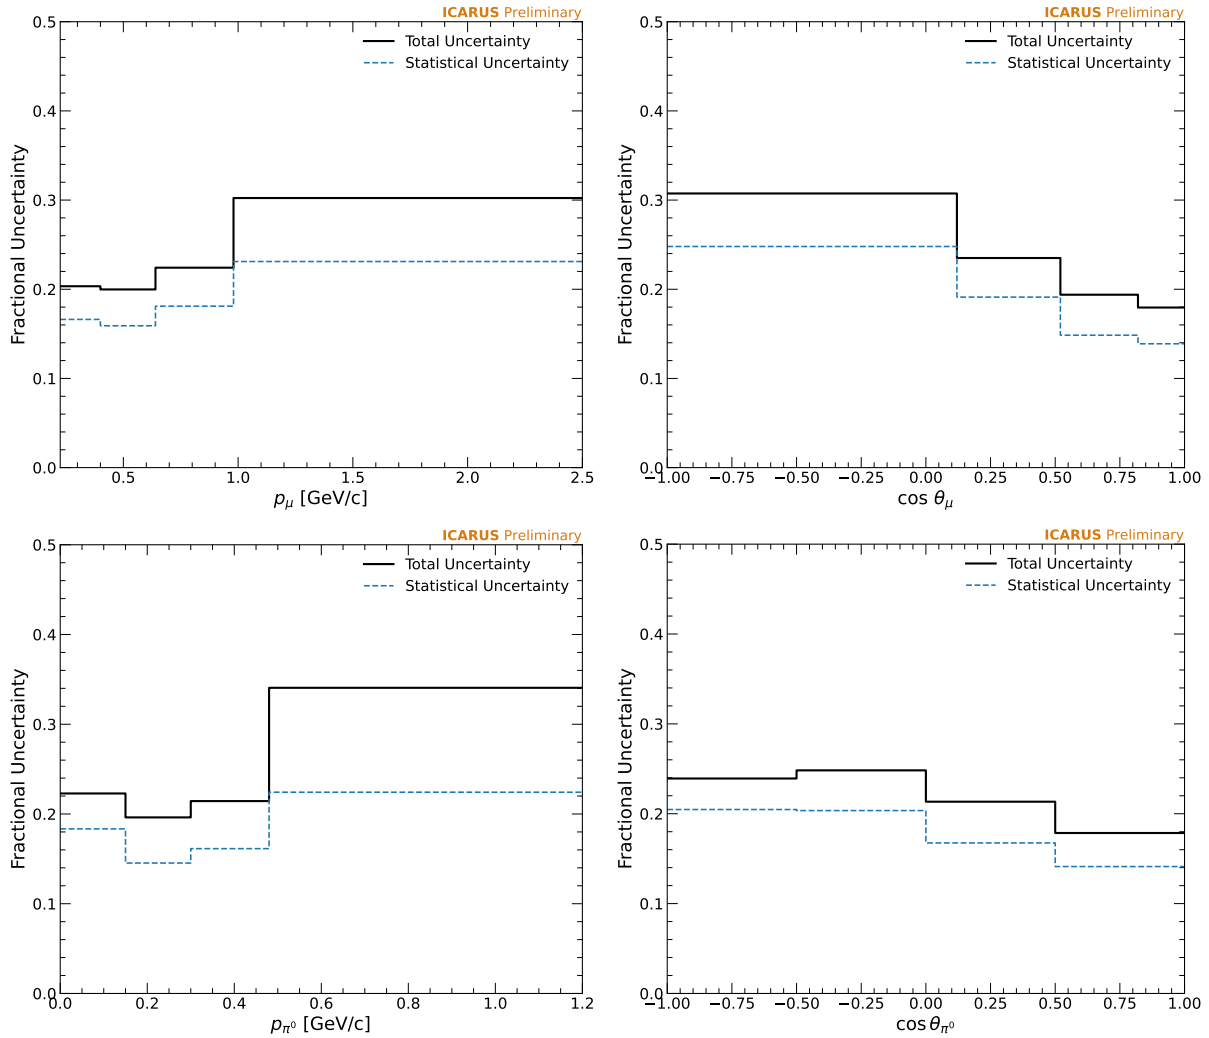 ICARUS Preliminary
Total Uncertainty
Statistical Uncertainty
Fractional Uncertainty
0.5
0.4
0.3
0.2
0.1
0.0
0.5 1.0 1.5 2.0 2.5
pμ [GeV/c]
ICARUS Preliminary
Total Uncertainty
Statistical Uncertainty
Fractional Uncertainty
0.5
0.4
0.3
0.2
0.1
0.0
−1.00 −0.75 −0.50 −0.25 0.00 0.25 0.50 0.75 1.00
cos θμ
ICARUS Preliminary
Total Uncertainty
Statistical Uncertainty
Fractional Uncertainty
0.5
0.4
0.3
0.2
0.1
0.0
0.0 0.2 0.4 0.6 0.8 1.0 1.2
pπ⁰ [GeV/c]
ICARUS Preliminary
Total Uncertainty
Statistical Uncertainty
Fractional Uncertainty
0.5
0.4
0.3
0.2
0.1
0.0
−1.00 −0.75 −0.50 −0.25 0.00 0.25 0.50 0.75 1.00
cos θπ⁰